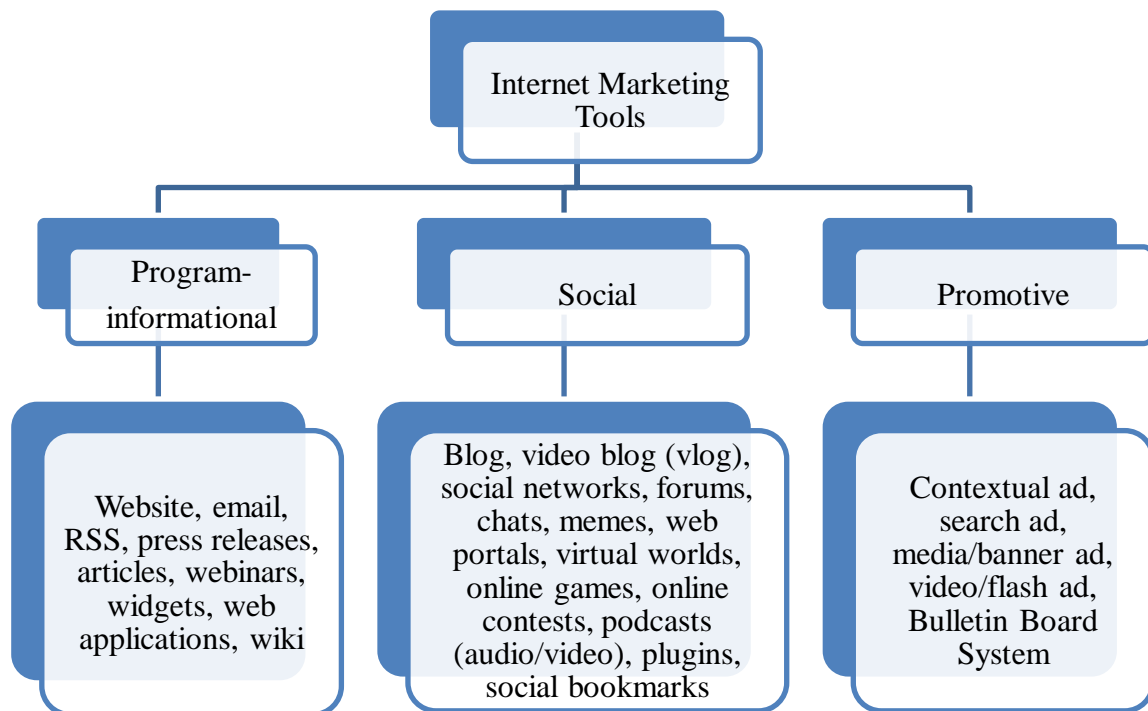 Internet Marketing
Tools
Program-
informational
Social
Promotive
Website, email,
RSS, press releases,
articles, webinars,
widgets, web
applications, wiki
Blog, video blog (vlog),
social networks, forums,
chats, memes, web
portals, virtual worlds,
online games, online
contests, podcasts
(audio/video), plugins,
social bookmarks
Contextual ad,
search ad,
media/banner ad,
video/flash ad,
Bulletin Board
System